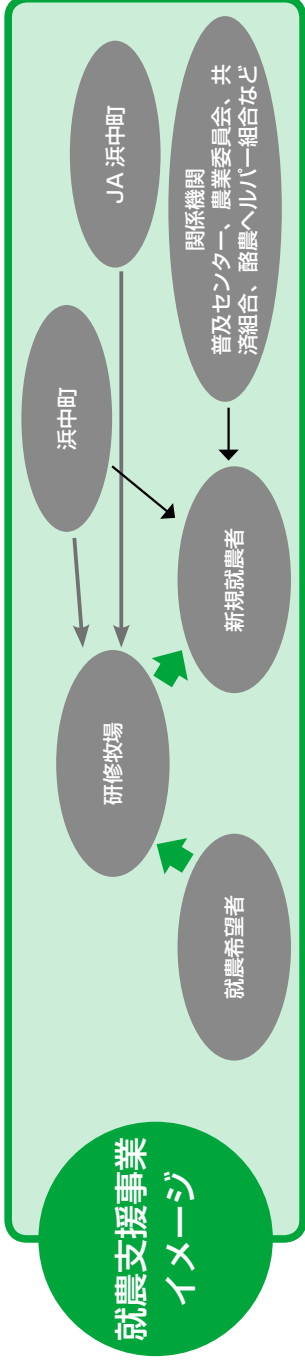 就農支援事業
イメージ
就農希望者
研修牧場
新規就農者
浜中町
JA 浜中町
関係機関
普及センター、農業委員会、共
済組合、酪農ヘルパー組合など